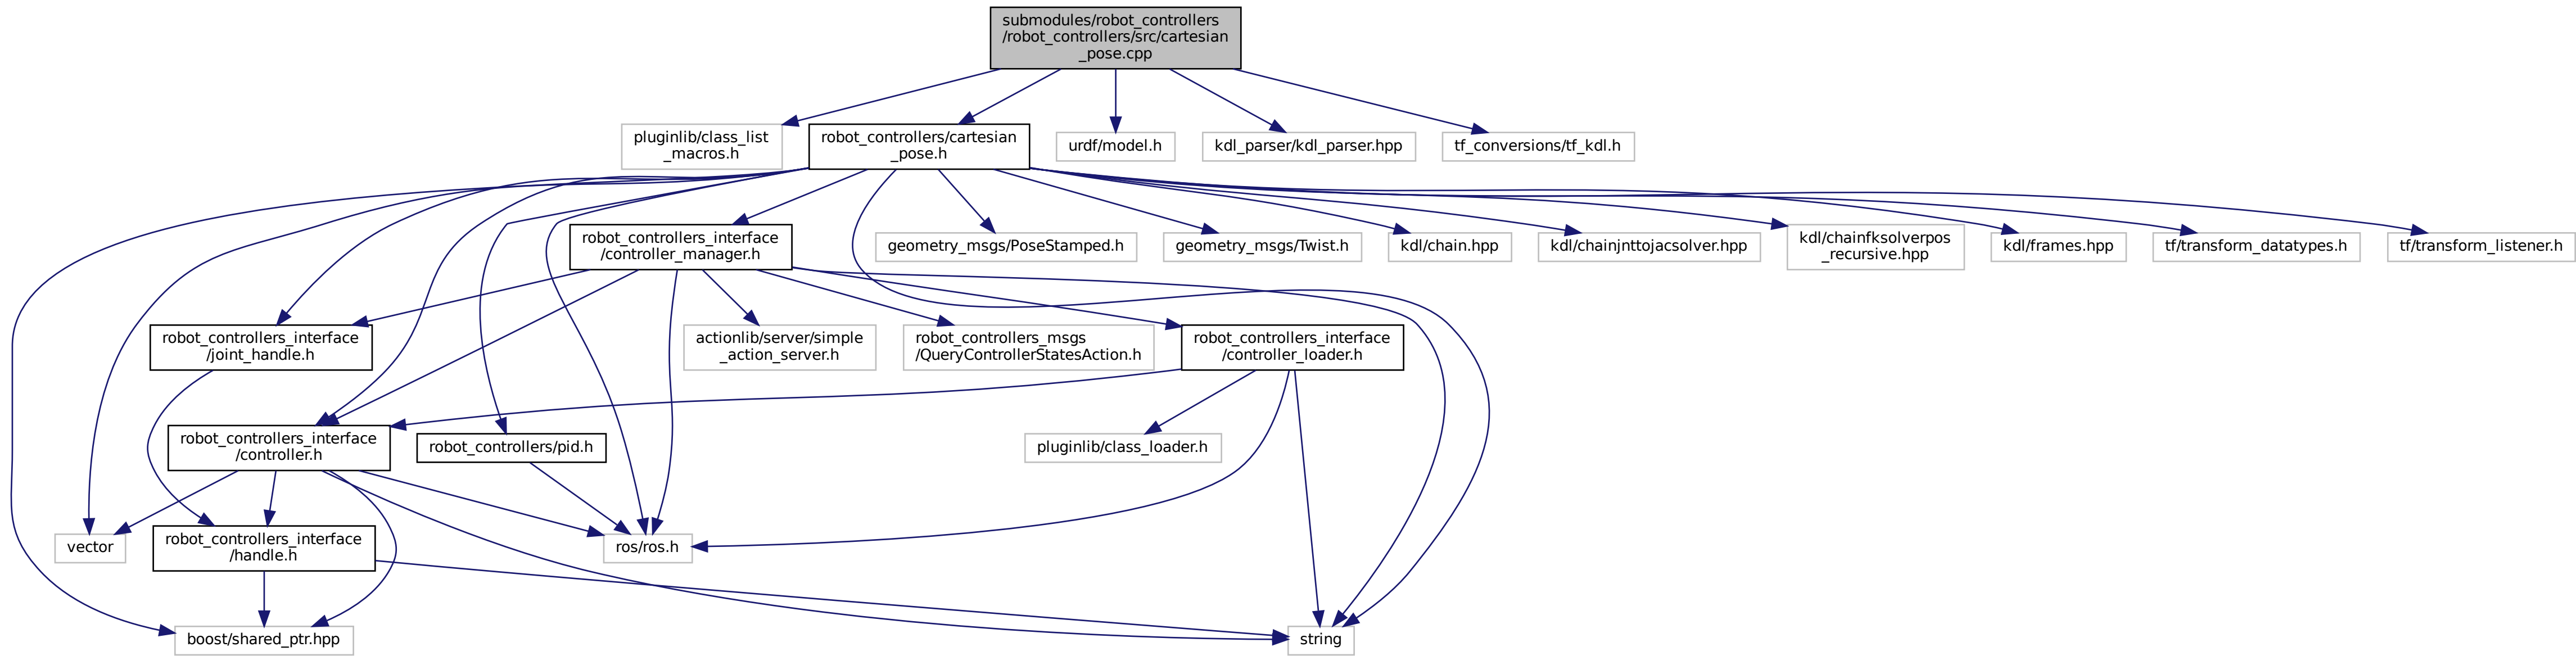 submodules/robot_controllers
/robot_controllers/src/cartesian
_pose.cpp
pluginlib/class_list
_macros.h
robot_controllers/cartesian
_pose.h
urdf/model.h
kdl_parser/kdl_parser.hpp
tf_conversions/tf_kdl.h
robot_controllers_interface
/controller_manager.h
geometry_msgs/PoseStamped.h
geometry_msgs/Twist.h
kdl/chain.hpp
kdl/chainjnttojacsolver.hpp
kdl/chainfksolverpos
_recursive.hpp
kdl/frames.hpp
tf/transform_datatypes.h
tf/transform_listener.h
robot_controllers_interface
/joint_handle.h
actionlib/server/simple
_action_server.h
robot_controllers_msgs
/QueryControllerStatesAction.h
robot_controllers_interface
/controller_loader.h
robot_controllers_interface
/controller.h
robot_controllers/pid.h
pluginlib/class_loader.h
vector
robot_controllers_interface
/handle.h
ros/ros.h
boost/shared_ptr.hpp
string